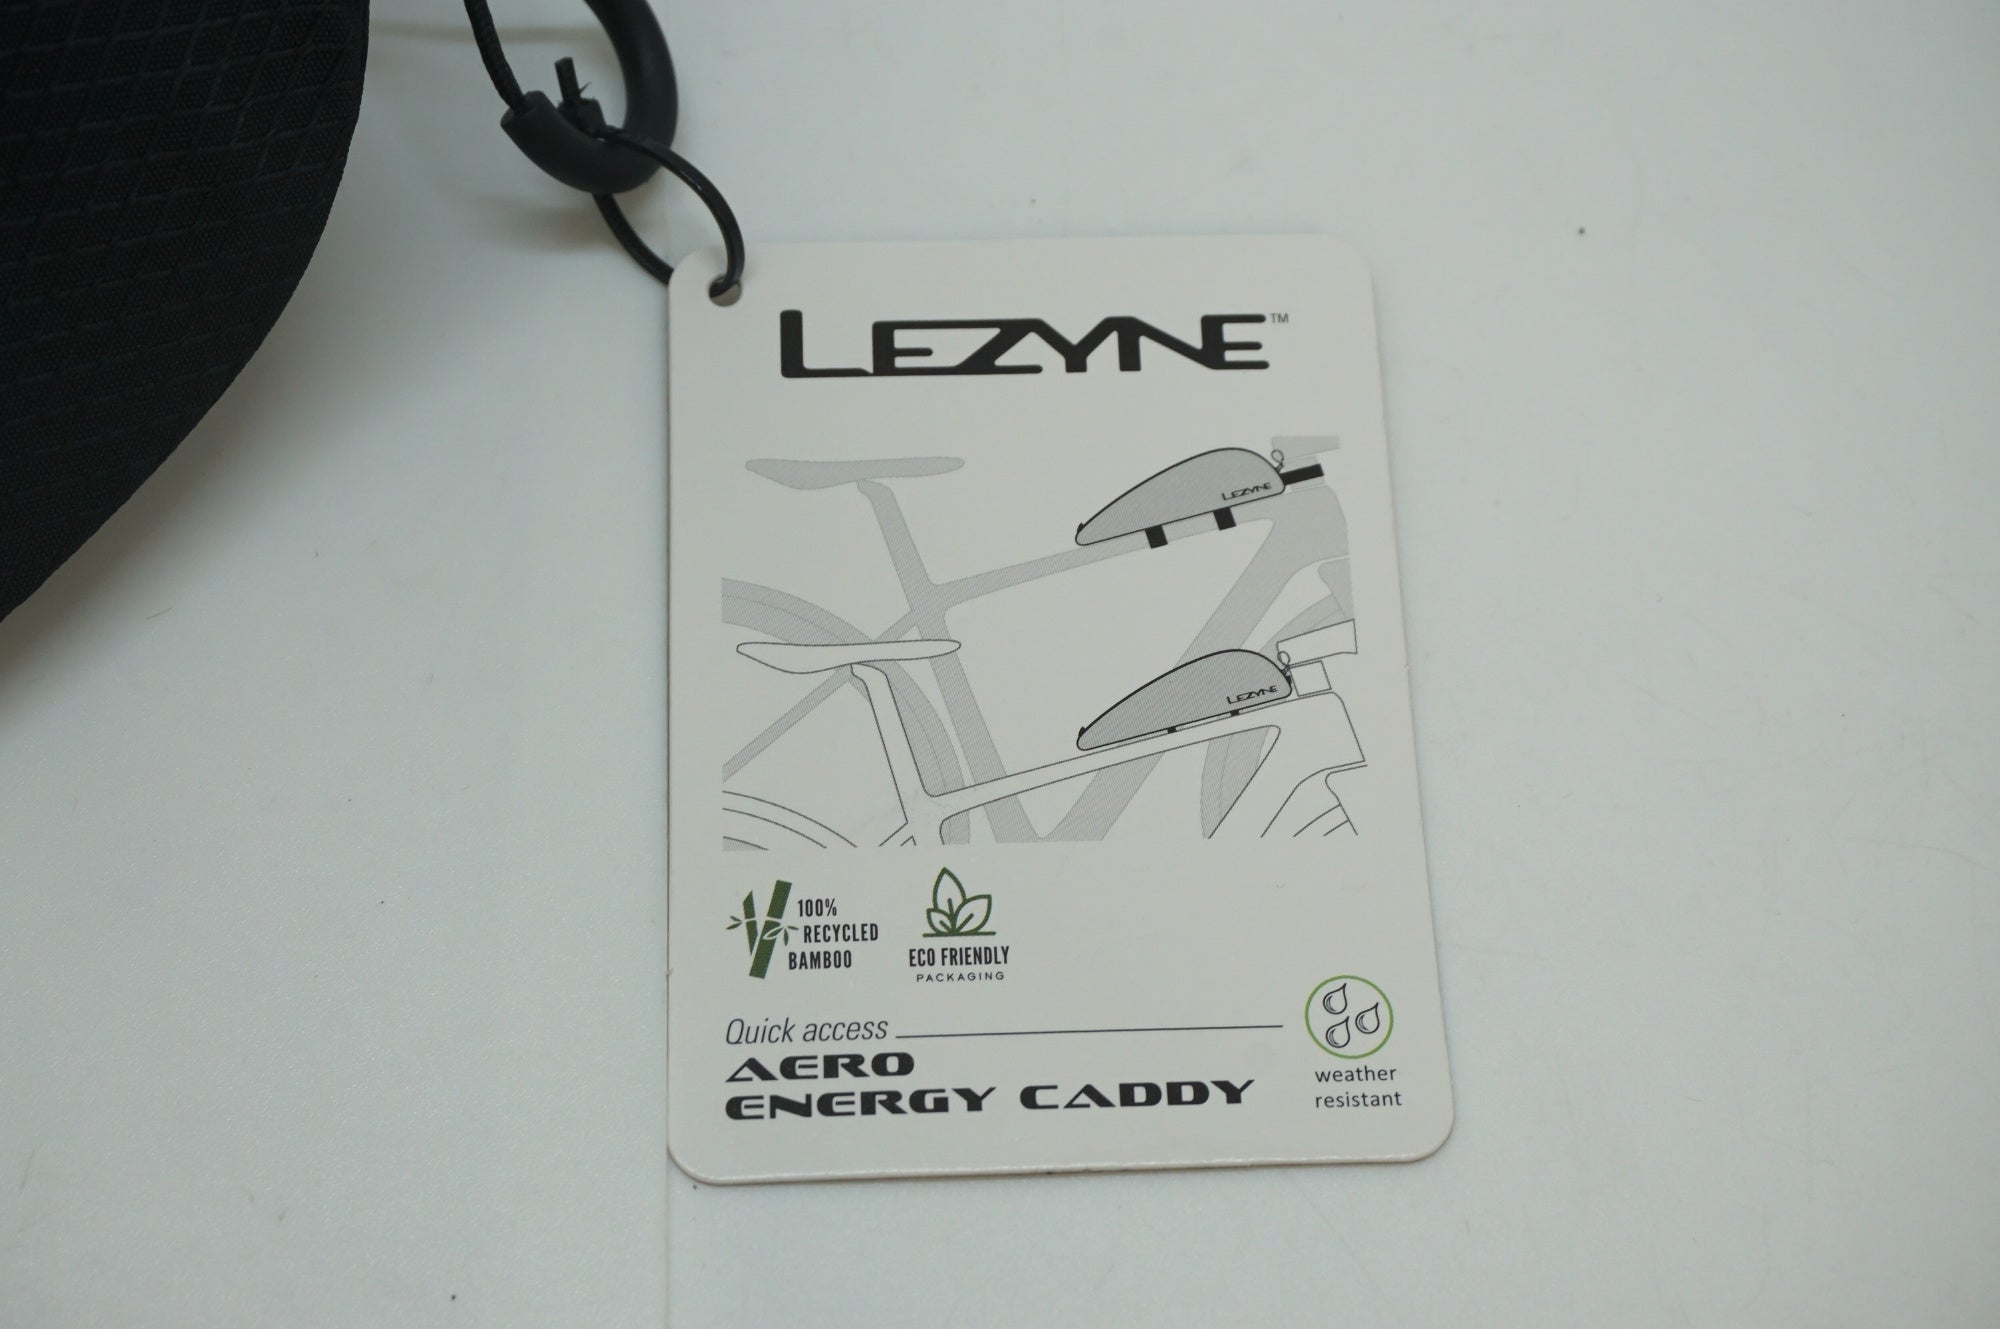 LEZYNE™
LEZYNE
LEZYNE
100%
RECYCLED
BAMBOO
ECO FRIENDLY
PACKAGING
Quick access
AERO
ENERGY CADDY
weather
resistant